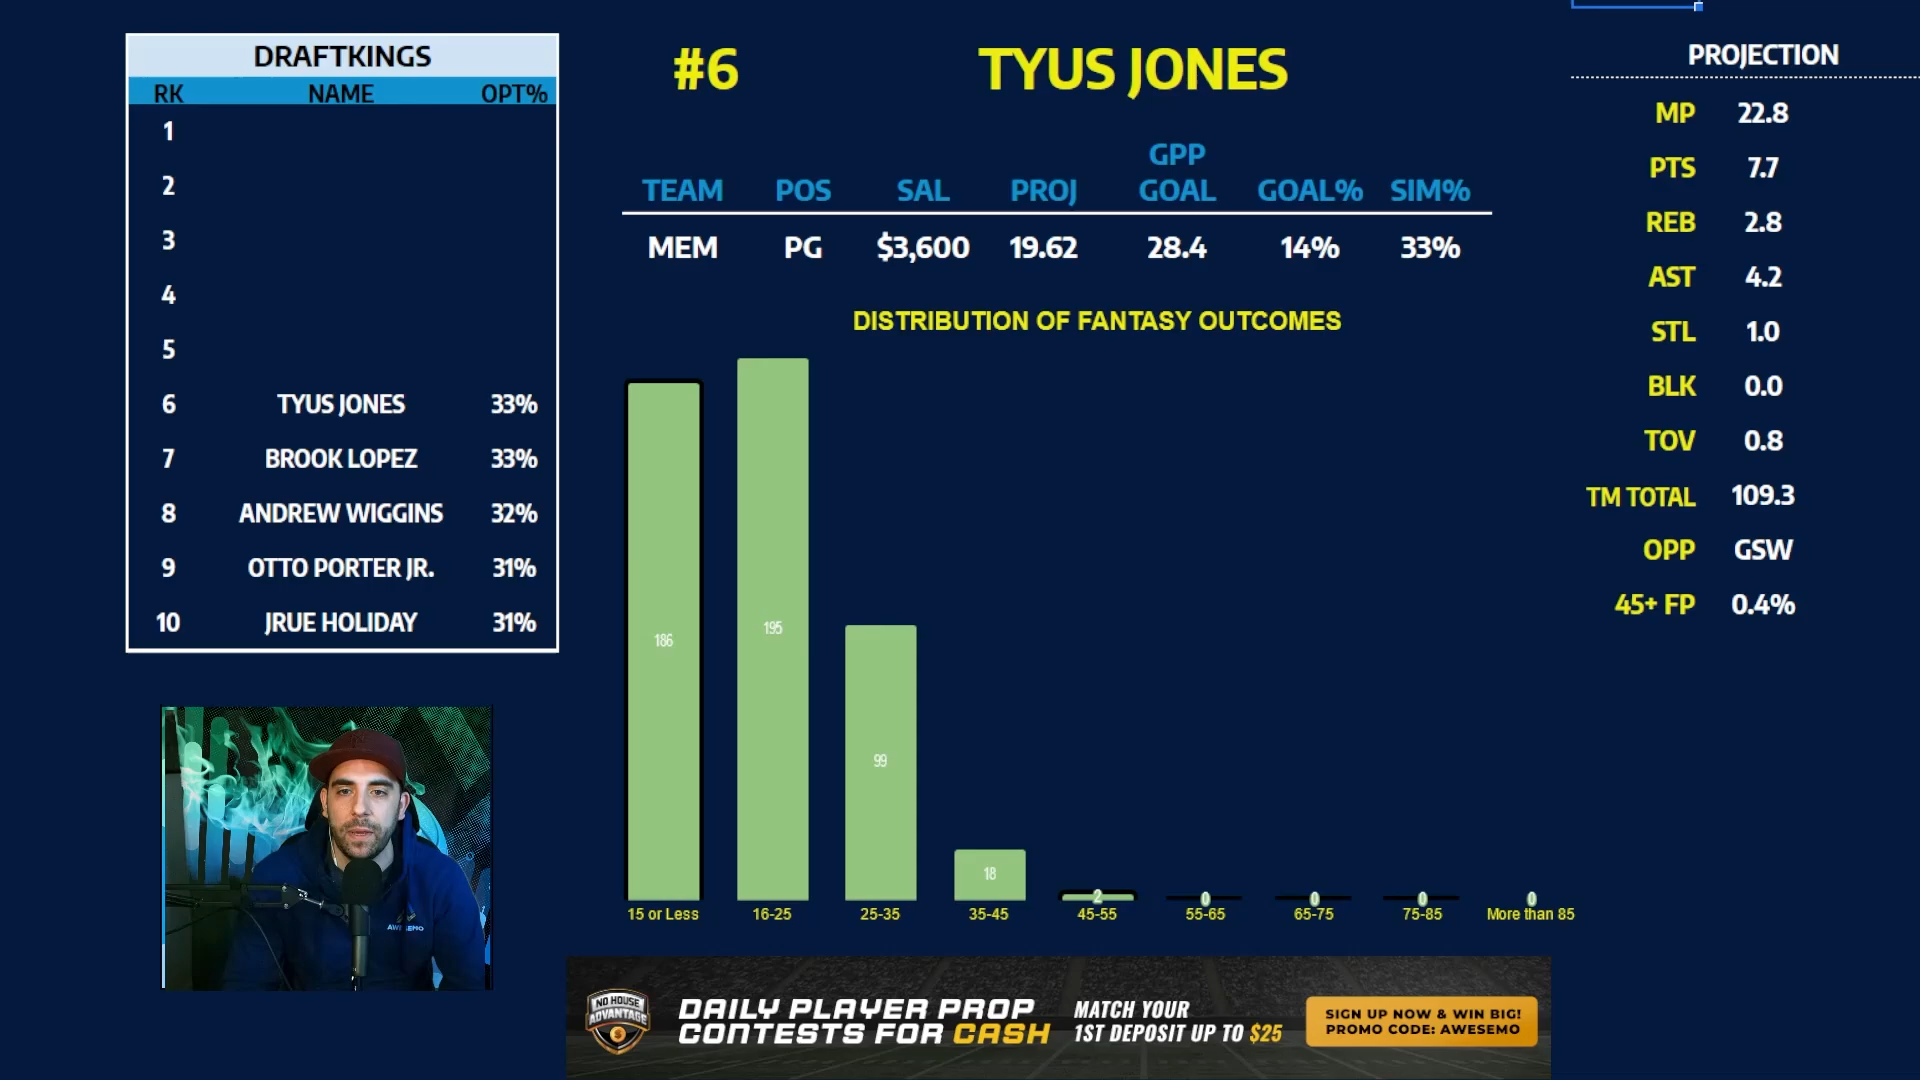 DRAFTKINGS
RK NAME OPT%
1
2
3
4
5
6 TYUS JONES 33%
7 BROOK LOPEZ 33%
8 ANDREW WIGGINS 32%
9 OTTO PORTER JR. 31%
10 JRUE HOLIDAY 31%
#6 TYUS JONES
TEAM POS SAL PROJ GPP GOAL GOAL% SIM%
MEM PG $3,600 19.62 28.4 14% 33%
DISTRIBUTION OF FANTASY OUTCOMES
186 195 99 18 2 0 0 0 0
15 or Less 16-25 25-35 35-45 45-55 55-65 65-75 75-85 More than 85
PROJECTION
MP 22.8
PTS 7.7
REB 2.8
AST 4.2
STL 1.0
BLK 0.0
TOV 0.8
TM TOTAL 109.3
OPP GSW
45+ FP 0.4%
AWESEMO
NO HOUSE
ADVANTAGE
DAILY PLAYER PROP
CONTESTS FOR CASH
MATCH YOUR
1ST DEPOSIT UP TO $25
SIGN UP NOW & WIN BIG!
PROMO CODE: AWESEMO